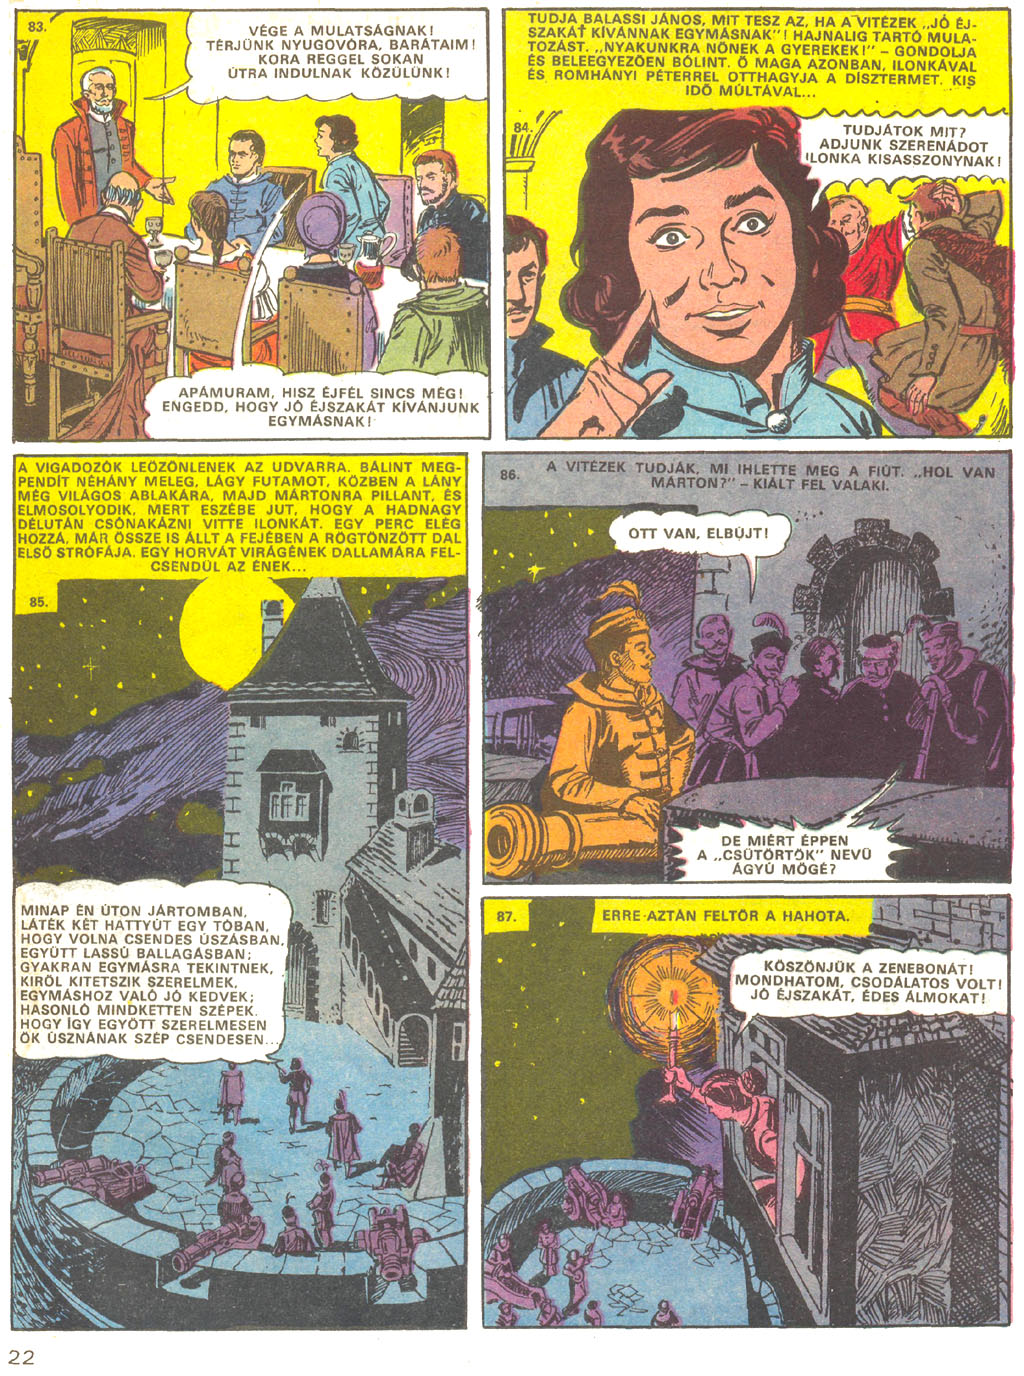 83.
VÉGE A MULATSÁGNAK!
TÉRJÜNK NYUGOVÓRA, BARÁTAIM!
KORA REGGEL SOKAN
ÚTRA INDULNAK KÖZÜLÜNK!
APÁMURAM, HISZ ÉJFÉL SINCS MÉG!
ENGEDD, HOGY JÓ ÉJSZAKÁT KÍVÁNJUNK
EGYMÁSNAK!
TUDJA BALASSI JÁNOS, MIT TESZ AZ, HA A VITÉZEK „JÓ ÉJ-
SZAKÁT KÍVÁNNAK EGYMÁSNAK"! HAJNALIG TARTÓ MULA-
TOZÁST. „NYAKUNKRA NŐNEK A GYEREKEK!" – GONDOLJA
ÉS BELEEGYEZŐEN BÓLINT. Ő MAGA AZONBAN, ILONKÁVAL
ÉS ROMHÁNYI PÉTERREL OTTHAGYJA A DÍSZTERMET. KIS
IDŐ MÚLTÁVAL...
84.
TUDJÁTOK MIT?
ADJUNK SZERENÁDOT
ILONKA KISASSZONYNAK!
A VIGADOZÓK LEÖZÖNLENEK AZ UDVARRA. BÁLINT MEG-
PENDÍT NÉHÁNY MELEG, LÁGY FUTAMOT, KÖZBEN A LÁNY
MÉG VILÁGOS ABLAKÁRA, MAJD MÁRTONRA PILLANT, ÉS
ELMOSOLYODIK, MERT ESZÉBE JUT, HOGY A HADNAGY
DÉLUTÁN CSÓNAKÁZNI VITTE ILONKÁT. EGY PERC ELÉG
HOZZÁ, MÁR ÖSSZE IS ÁLLT A FEJÉBEN A RÖGTÖNZÖTT DAL
ELSŐ STRÓFÁJA. EGY HORVÁT VIRÁGÉNEK DALLAMÁRA FEL-
CSENDÜL AZ ÉNEK...
85.
MINAP ÉN ÚTON JÁRTOMBAN,
LÁTÉK KÉT HATTYÚT EGY TÓBAN,
HOGY VOLNA CSENDES ÚSZÁSBAN,
EGYÜTT LASSÚ BALLAGÁSBAN;
GYAKRAN EGYMÁSRA TEKINTNEK,
KIRŐL KITETSZIK SZERELMEK,
EGYMÁSHOZ VALÓ JÓ KEDVEK;
HASONLÓ MINDKETTEN SZÉPEK.
HOGY ÍGY EGYÖTT SZERELMESEN
ŐK ÚSZNÁNAK SZÉP CSENDESEN...
86.
A VITÉZEK TUDJÁK, MI IHLETTE MEG A FIÚT. „HOL VAN
MÁRTON?" – KIÁLT FEL VALAKI.
OTT VAN, ELBÚJT!
DE MIÉRT ÉPPEN
A „CSÜTÖRTÖK" NEVŰ
ÁGYÚ MÖGÉ?
87.
ERRE AZTÁN FELTÖR A HAHOTA.
KÖSZÖNJÜK A ZENEBONÁT!
MONDHATOM, CSODÁLATOS VOLT!
JÓ ÉJSZAKÁT, ÉDES ÁLMOKAT!
22